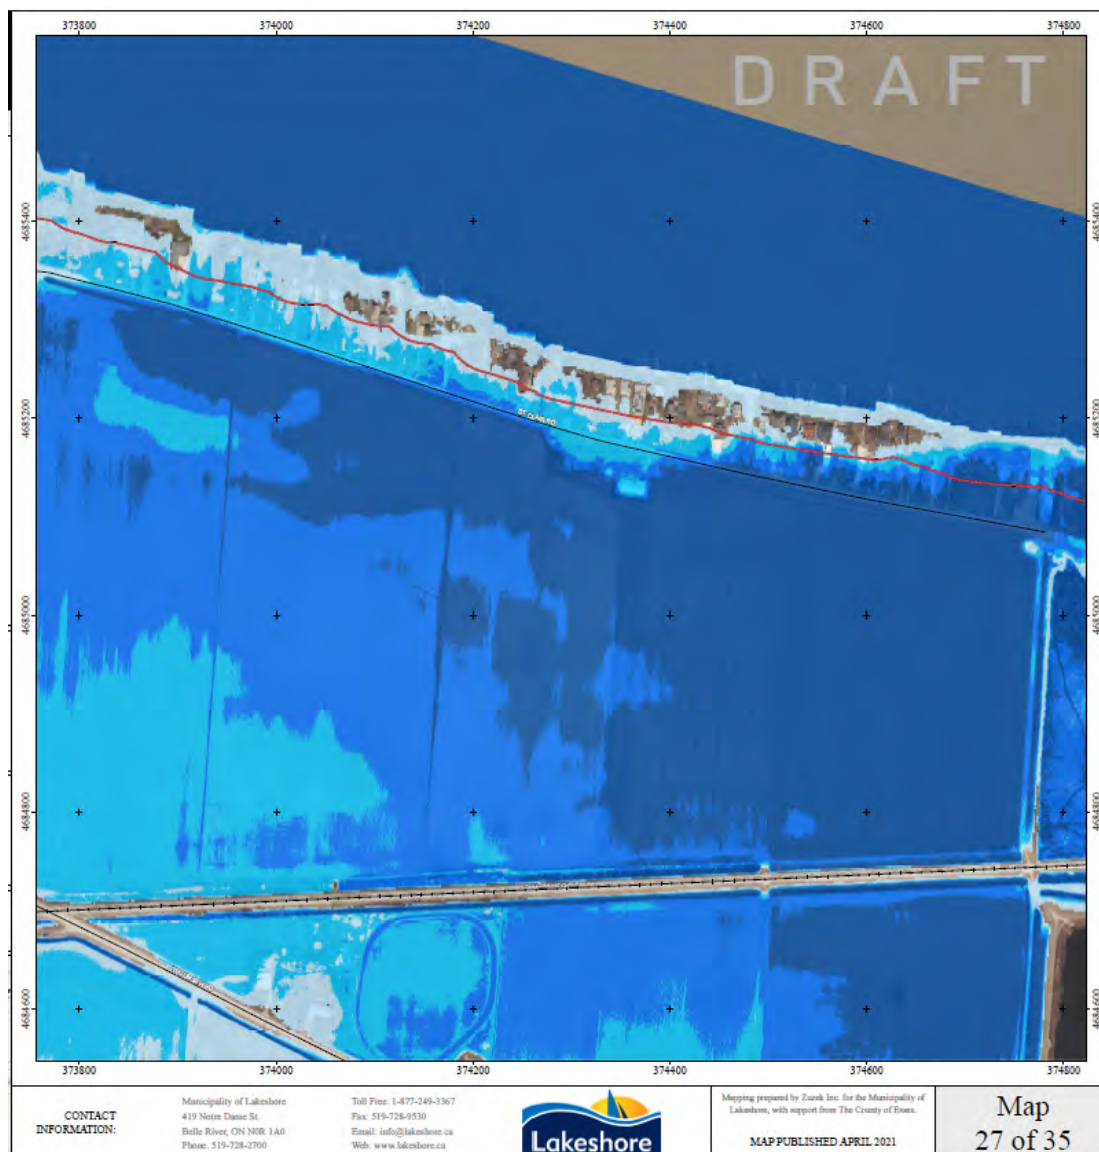 373800 374000 374200 374400 374600 374800
DRAFT
4685400 4685400
4685200 4685200
ST CLAIR RD
4685000 4685000
4684800 4684800
4684600 4684600
373800 374000 374200 374400 374600 374800
CONTACT
INFORMATION:
Municipality of Lakeshore
419 Notre Dame St.
Belle River, ON N0R 1A0
Phone: 519-728-2700
Toll Free: 1-877-249-3367
Fax: 519-728-9530
Email: info@lakeshore.ca
Web: www.lakeshore.ca
Lakeshore
Mapping prepared by Zuzek Inc. for the Municipality of
Lakeshore, with support from The County of Essex.
MAP PUBLISHED APRIL 2021
Map
27 of 35